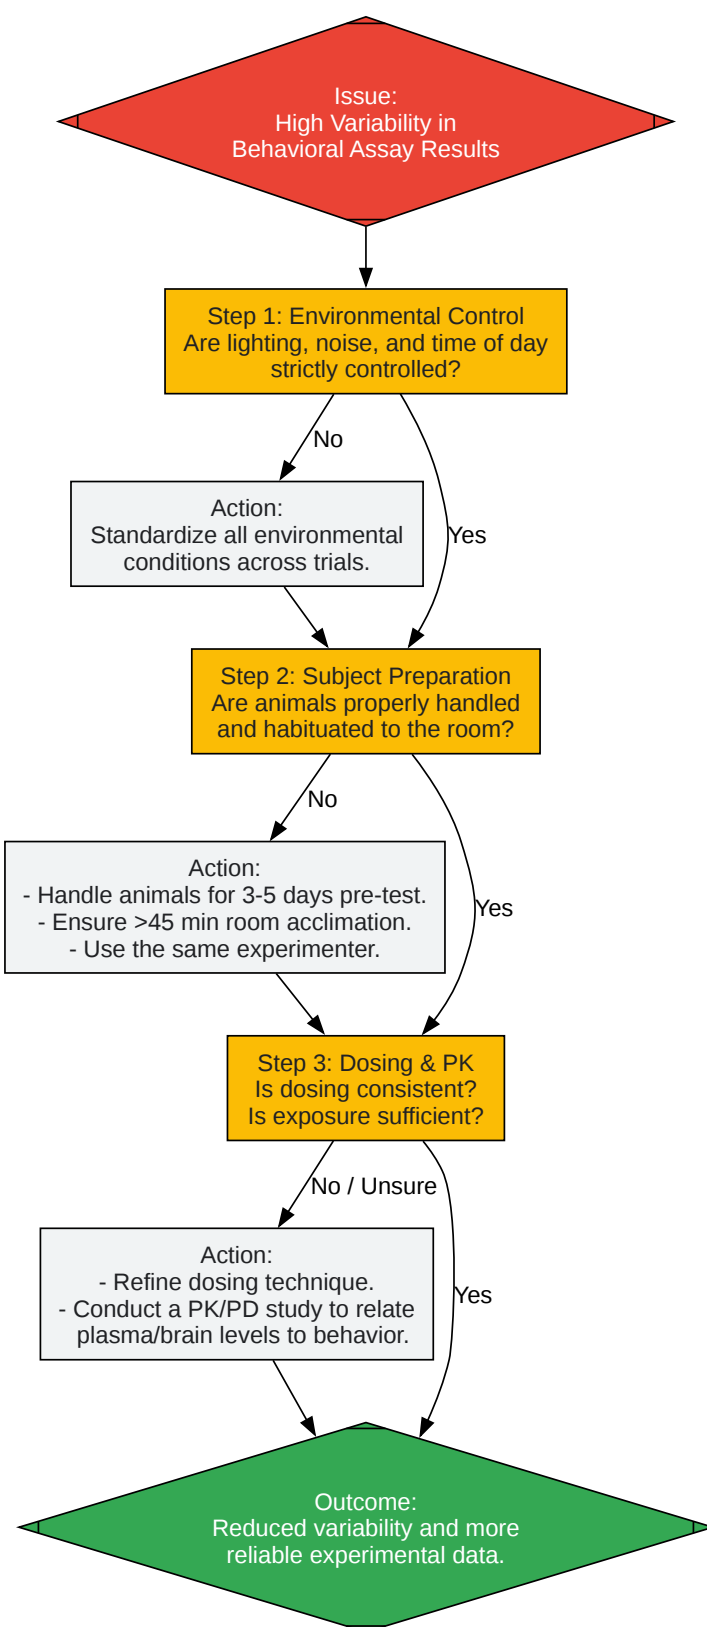 Issue:
High Variability in
Behavioral Assay Results
Step 1: Environmental Control
Are lighting, noise, and time of day
strictly controlled?
No
Action:
Standardize all environmental
conditions across trials.
Yes
Step 2: Subject Preparation
Are animals properly handled
and habituated to the room?
No
Action:
- Handle animals for 3-5 days pre-test.
- Ensure >45 min room acclimation.
- Use the same experimenter.
Yes
Step 3: Dosing & PK
Is dosing consistent?
Is exposure sufficient?
No / Unsure
Action:
- Refine dosing technique.
- Conduct a PK/PD study to relate
plasma/brain levels to behavior.
Yes
Outcome:
Reduced variability and more
reliable experimental data.